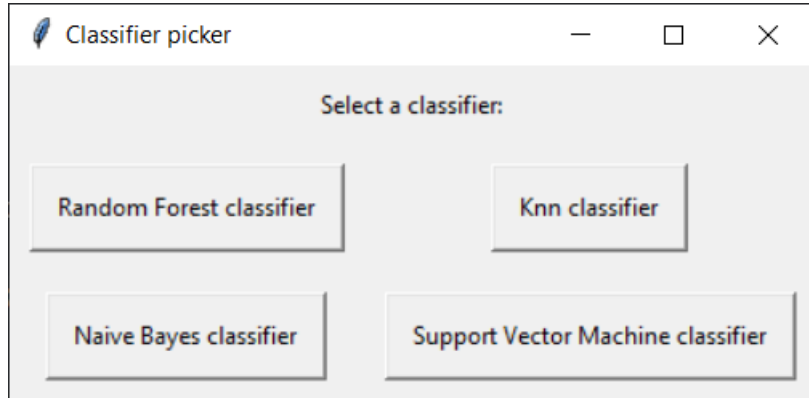 Classifier picker
Select a classifier:
Random Forest classifier
Knn classifier
Naive Bayes classifier
Support Vector Machine classifier